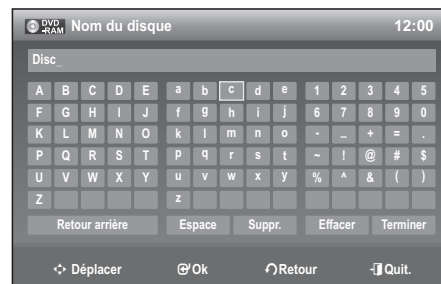 DVD-RAM Nom du disque 12:00
Disc_
A B C D E a b c d e 1 2 3 4 5
F G H I J f g h i j 6 7 8 9 0
K L M N O k l m n o - _ + = .
P Q R S T p q r s t ~ ! @ # $
U V W X Y u v w x y % ^ & ( )
Z z
Retour arrière Espace Suppr. Effacer Terminer
Déplacer Ok Retour Quit.